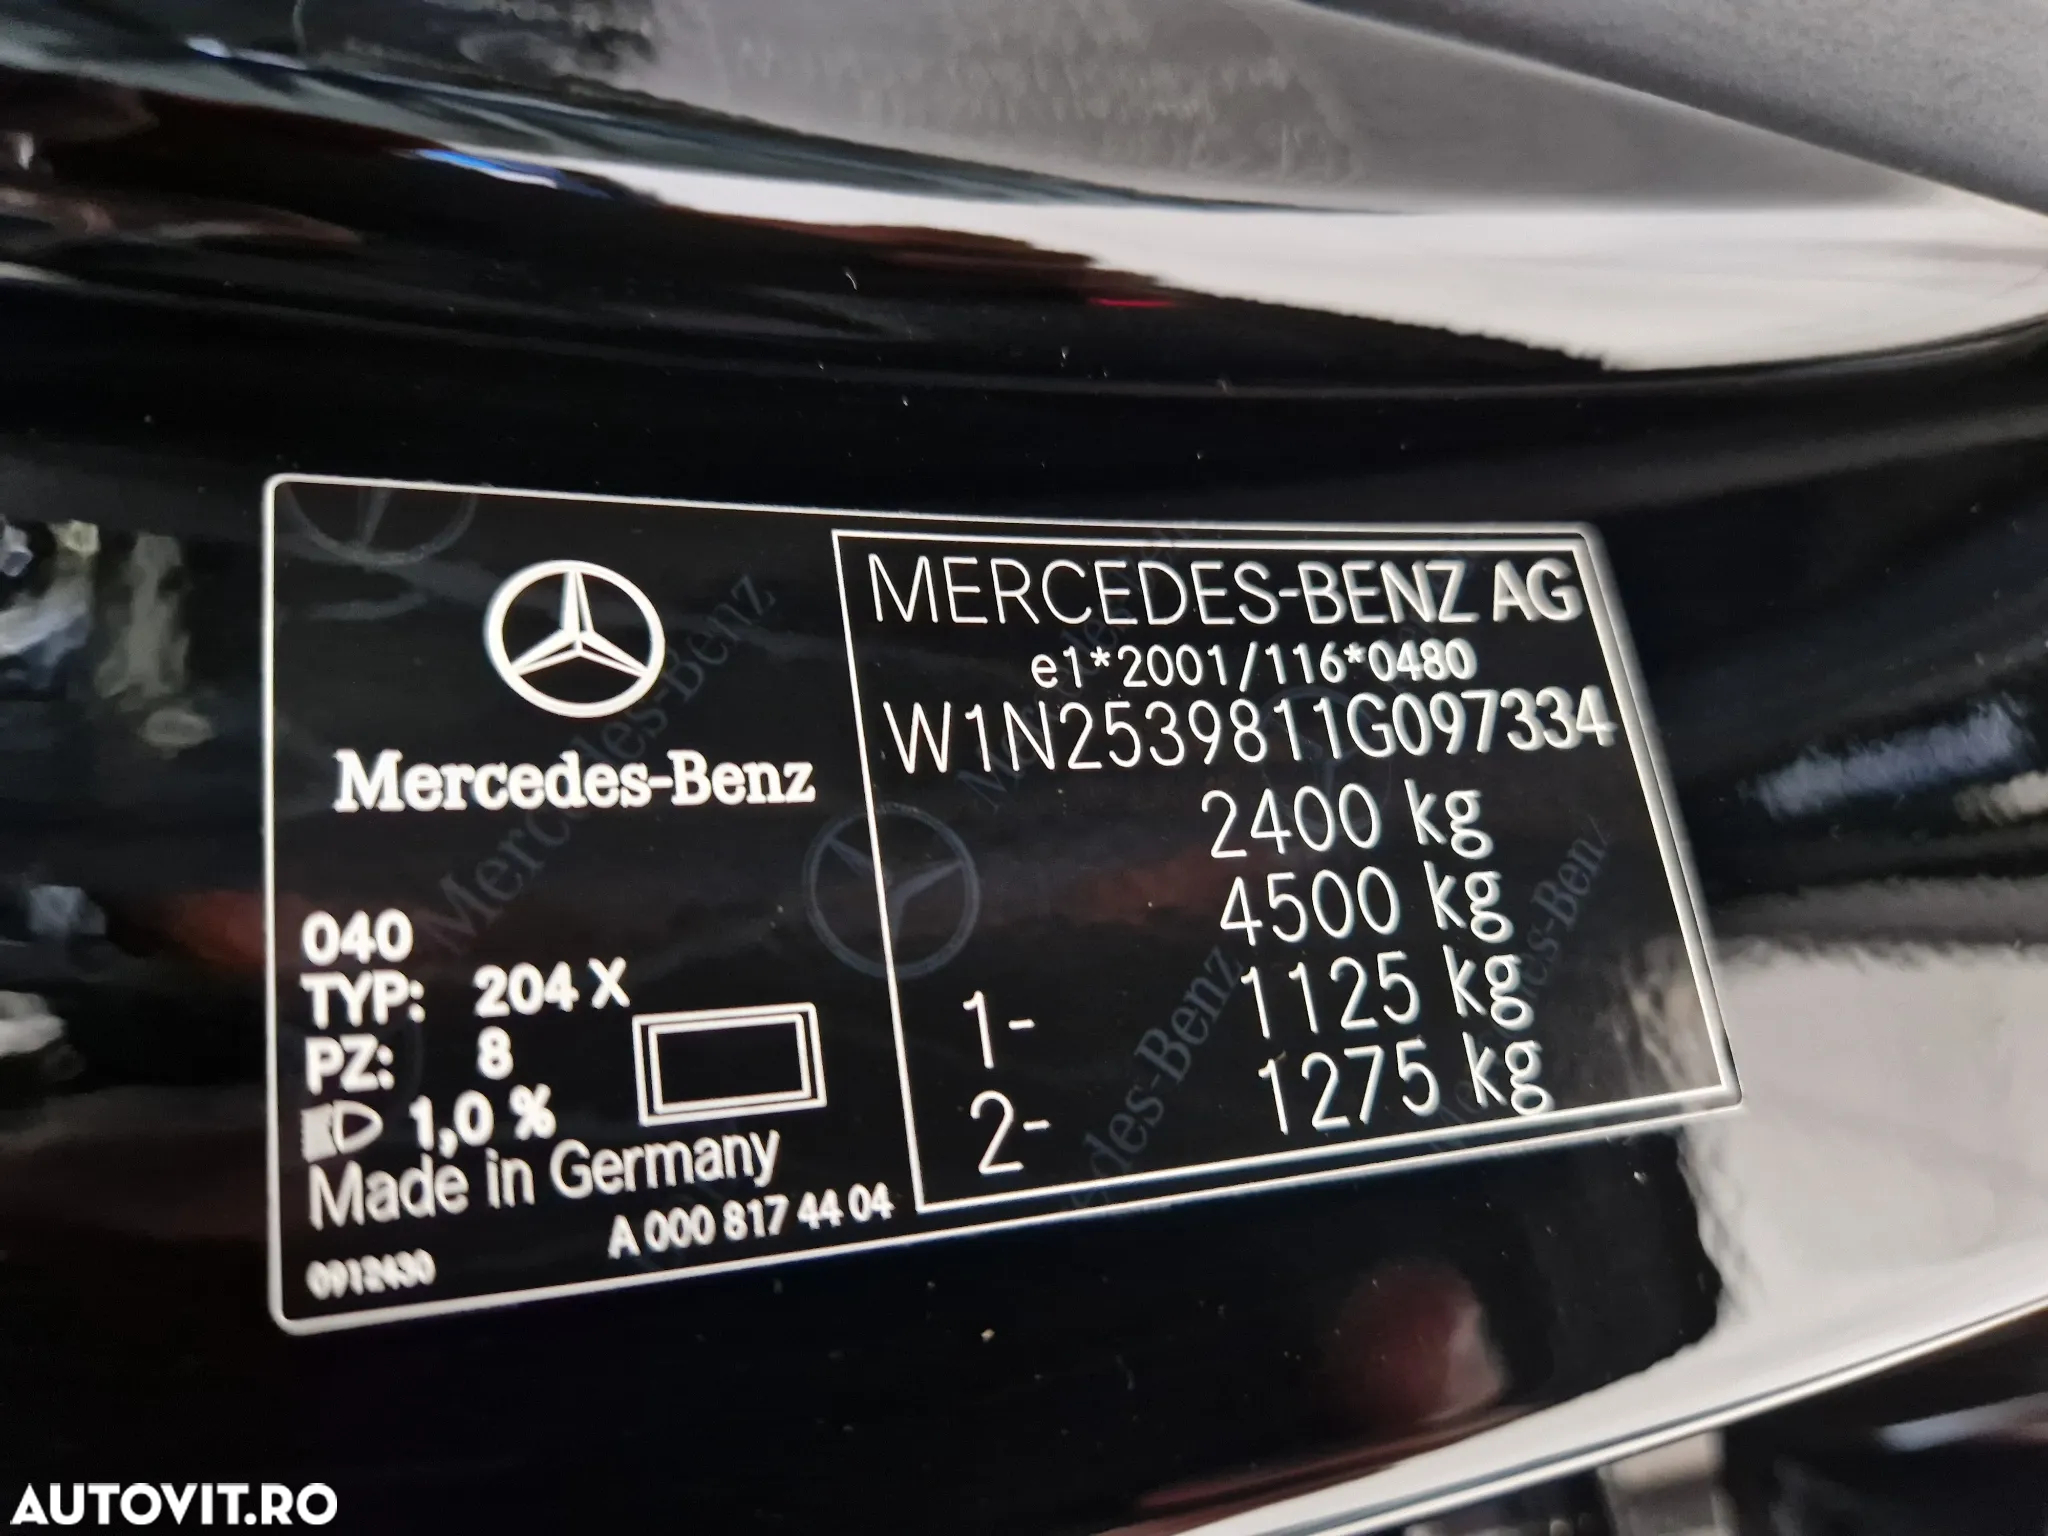 Mercedes-Benz
040
TYP: 204 X
PZ: 8
1,0 %
Made in Germany
A 000 817 44 04
0912430
MERCEDES-BENZ AG
e1*2001/116*0480
W1N2539811G097334
2400 kg
4500 kg
1- 1125 kg
2- 1275 kg
AUTOVIT.RO